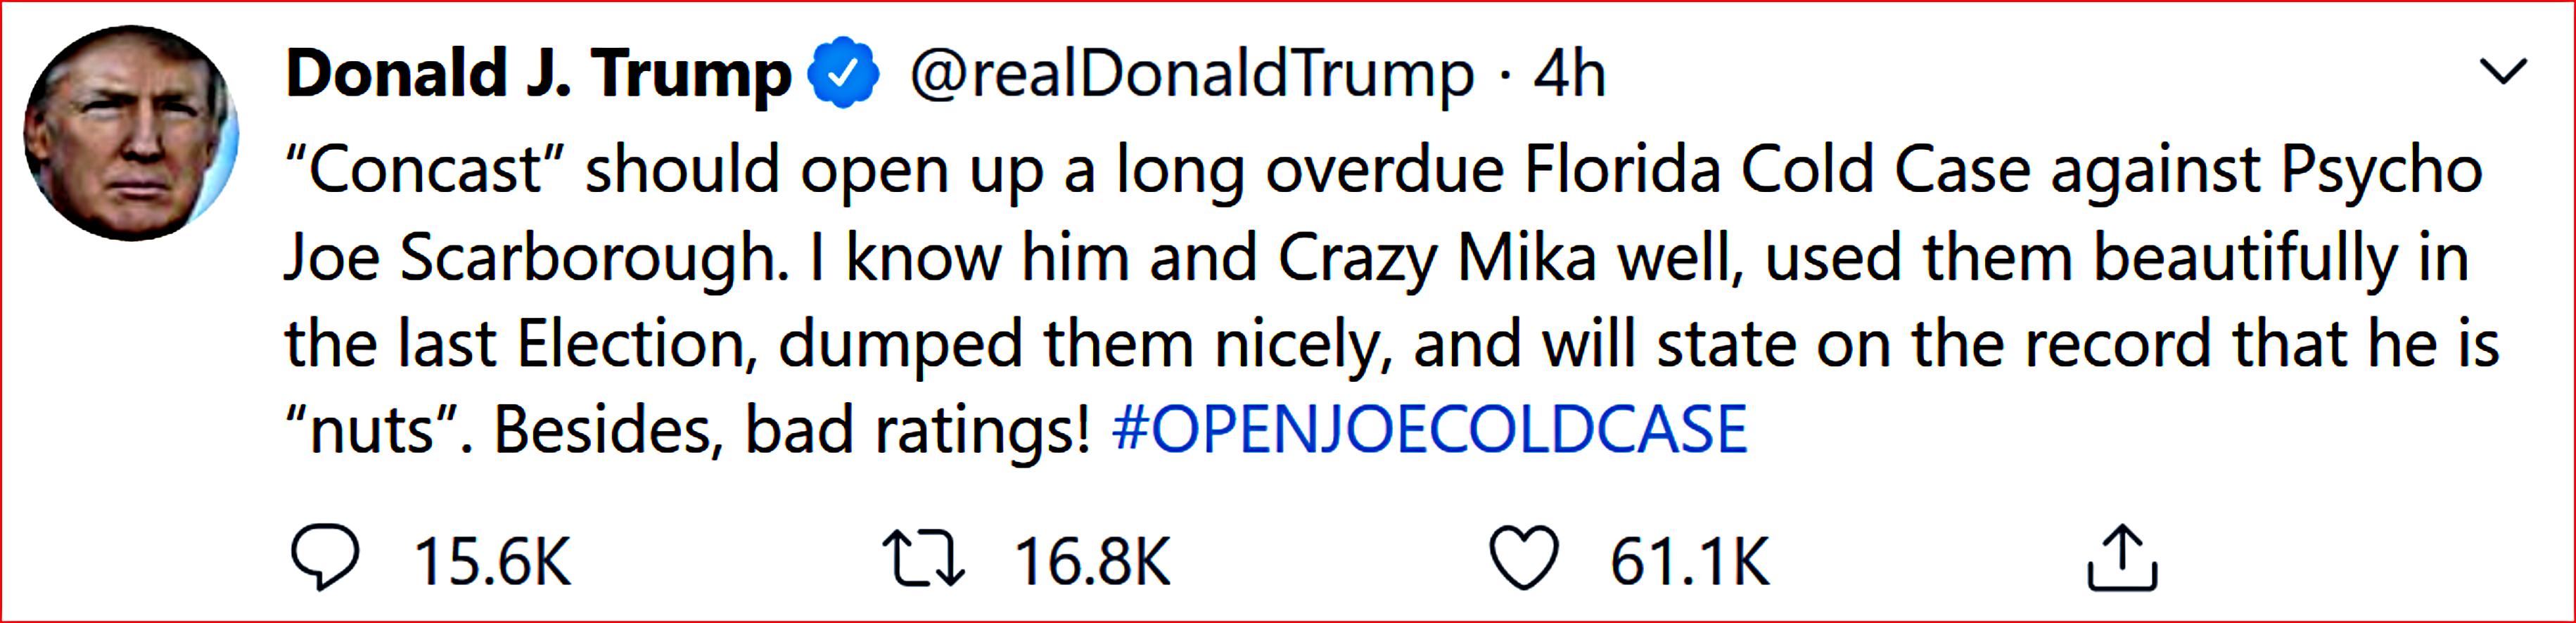 Donald J. Trump @realDonaldTrump · 4h
“Concast” should open up a long overdue Florida Cold Case against Psycho
Joe Scarborough. I know him and Crazy Mika well, used them beautifully in
the last Election, dumped them nicely, and will state on the record that he is
“nuts”. Besides, bad ratings! #OPENJOECOLDCASE
15.6K 16.8K 61.1K